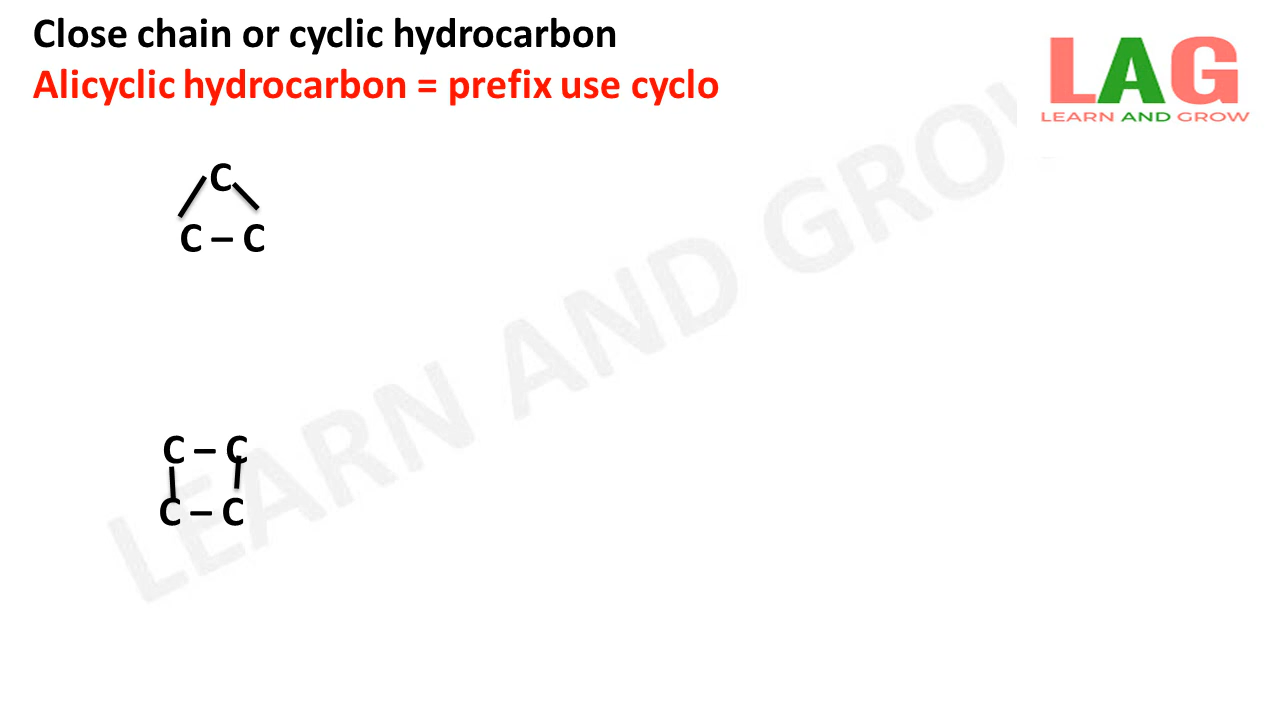 Close chain or cyclic hydrocarbon
Alicyclic hydrocarbon = prefix use cyclo
LAG
LEARN AND GROW
C
C – C
C – C
C – C
LEARN AND GROW